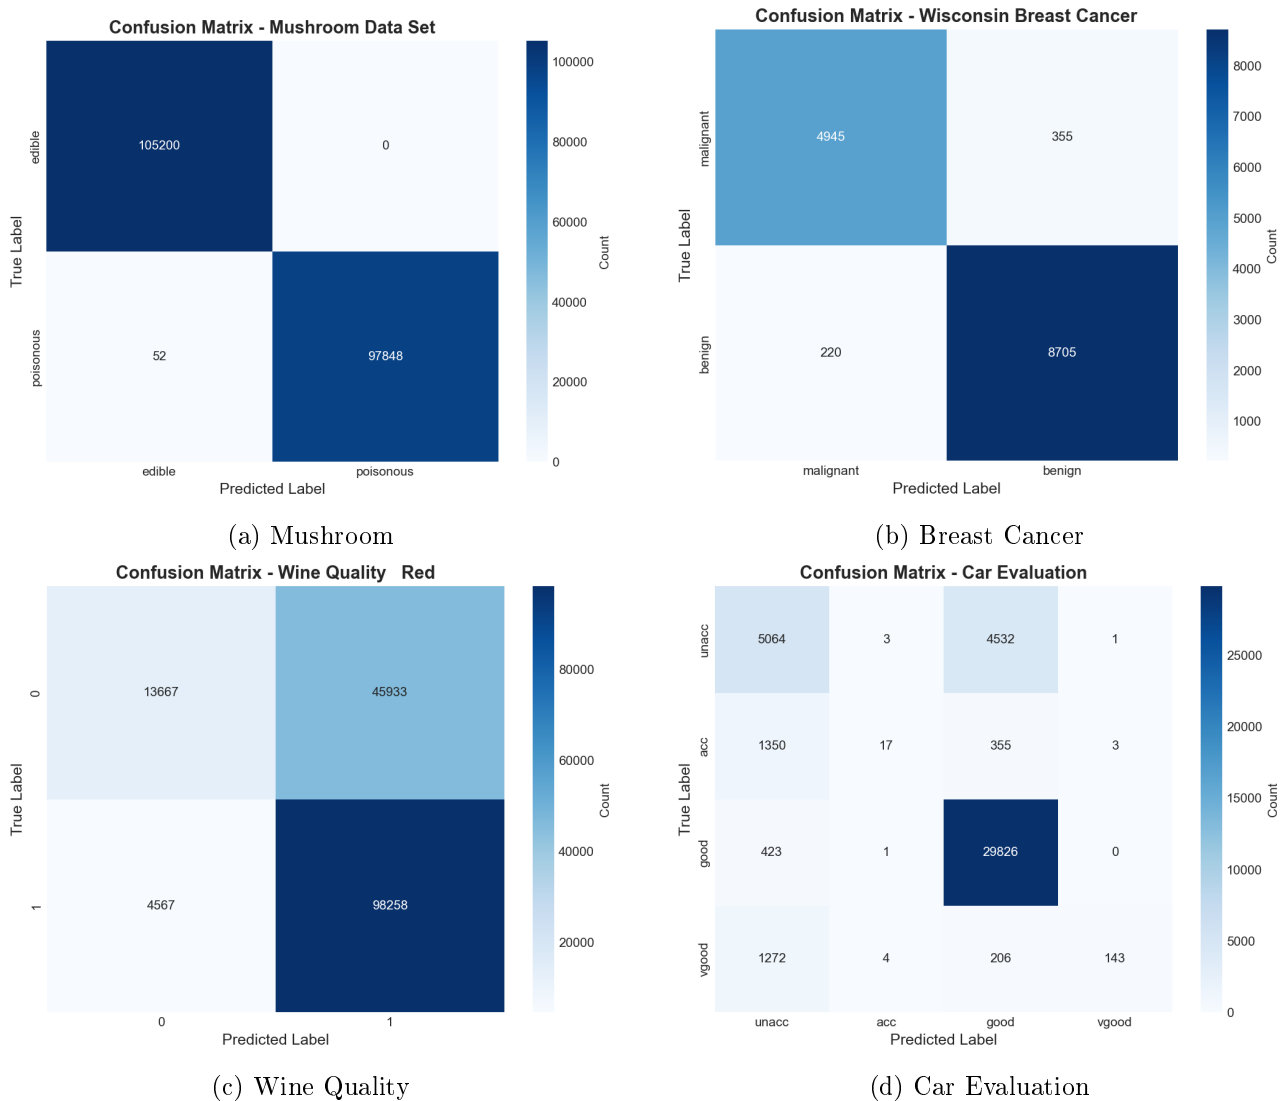 Confusion Matrix - Mushroom Data Set
True Label
edible
poisonous
105200 0
52 97848
edible poisonous
Predicted Label
100000
80000
60000
40000
20000
0
Count
(a) Mushroom
Confusion Matrix - Wisconsin Breast Cancer
True Label
malignant
benign
4945 355
220 8705
malignant benign
Predicted Label
8000
7000
6000
5000
4000
3000
2000
1000
Count
(b) Breast Cancer
Confusion Matrix - Wine Quality Red
True Label
0
1
13667 45933
4567 98258
0 1
Predicted Label
80000
60000
40000
20000
Count
(c) Wine Quality
Confusion Matrix - Car Evaluation
True Label
unacc
acc
good
vgood
5064 3 4532 1
1350 17 355 3
423 1 29826 0
1272 4 206 143
unacc acc good vgood
Predicted Label
25000
20000
15000
10000
5000
0
Count
(d) Car Evaluation